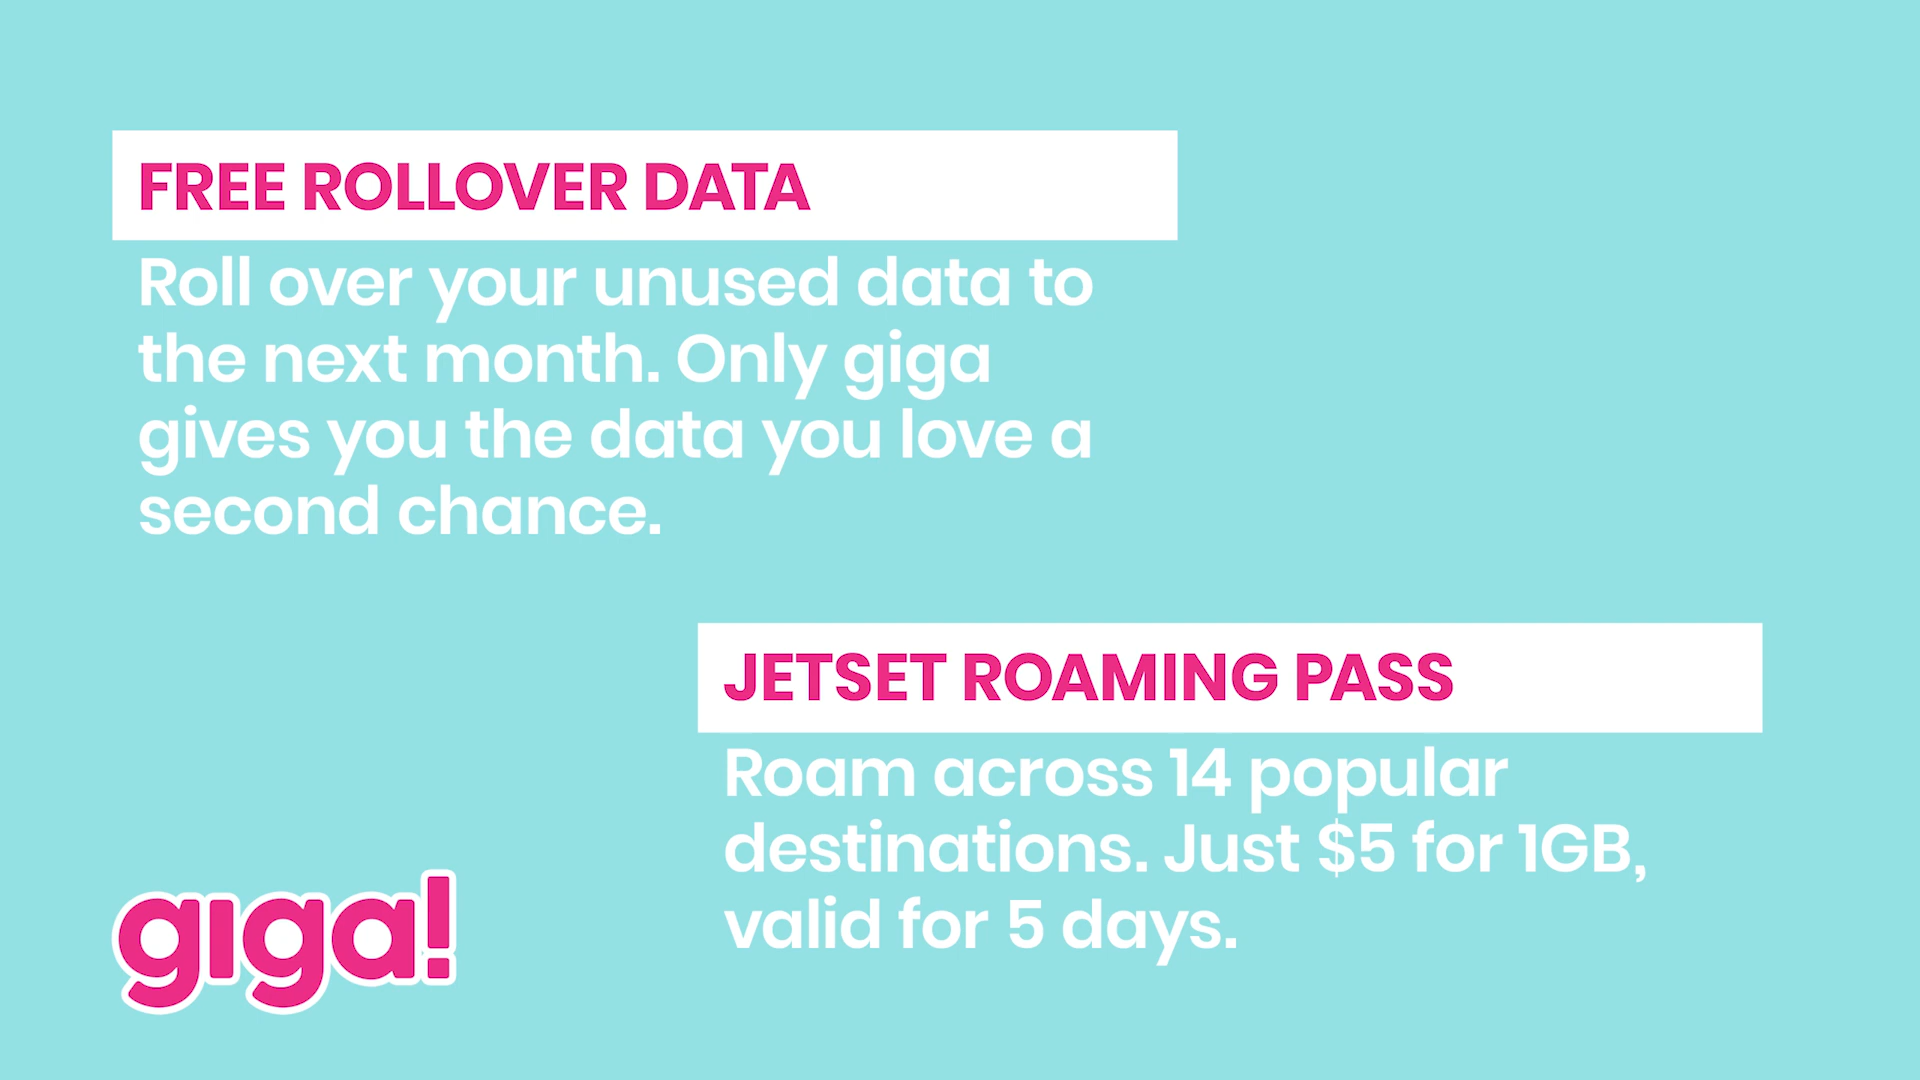 FREE ROLLOVER DATA
Roll over your unused data to
the next month. Only giga
gives you the data you love a
second chance.
JETSET ROAMING PASS
Roam across 14 popular
destinations. Just $5 for 1GB,
valid for 5 days.
giga!